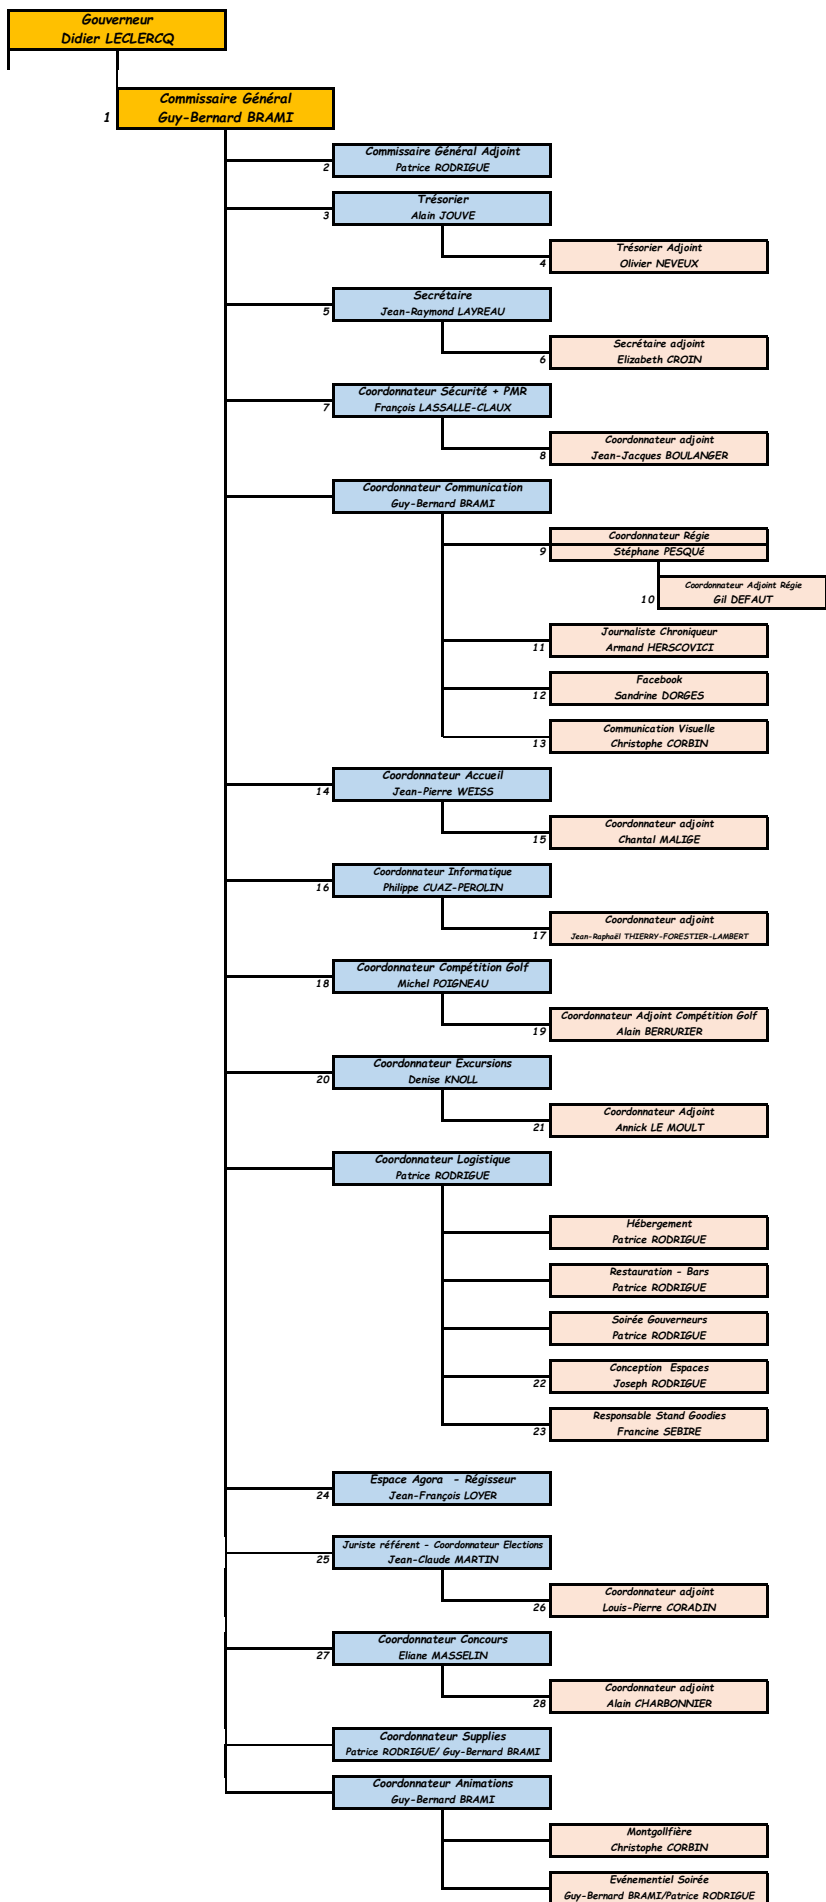 Gouverneur
Didier LECLERCQ
Commissaire Général
1 Guy-Bernard BRAMI
Commissaire Général Adjoint
2 Patrice RODRIGUE
Trésorier
3 Alain JOUVE
Trésorier Adjoint
4 Olivier NEVEUX
Secrétaire
5 Jean-Raymond LAYREAU
Secrétaire adjoint
6 Elizabeth CROIN
Coordonnateur Sécurité + PMR
7 François LASSALLE-CLAUX
Coordonnateur adjoint
8 Jean-Jacques BOULANGER
Coordonnateur Communication
Guy-Bernard BRAMI
Coordonnateur Régie
9 Stéphane PESQUé
Coordonnateur Adjoint Régie
10 Gil DEFAUT
Journaliste Chroniqueur
11 Armand HERSCOVICI
Facebook
12 Sandrine DORGES
Communication Visuelle
13 Christophe CORBIN
Coordonnateur Accueil
14 Jean-Pierre WEISS
Coordonnateur adjoint
15 Chantal MALIGE
Coordonnateur Informatique
16 Philippe CUAZ-PEROLIN
Coordonnateur adjoint
17 Jean-Raphaël THIERRY-FORESTIER-LAMBERT
Coordonnateur Compétition Golf
18 Michel POIGNEAU
Coordonnateur Adjoint Compétition Golf
19 Alain BERRURIER
Coordonnateur Excursions
20 Denise KNOLL
Coordonnateur Adjoint
21 Annick LE MOULT
Coordonnateur Logistique
Patrice RODRIGUE
Hébergement
Patrice RODRIGUE
Restauration - Bars
Patrice RODRIGUE
Soirée Gouverneurs
Patrice RODRIGUE
Conception Espaces
22 Joseph RODRIGUE
Responsable Stand Goodies
23 Francine SEBIRE
Espace Agora - Régisseur
24 Jean-François LOYER
Juriste référent - Coordonnateur Elections
25 Jean-Claude MARTIN
Coordonnateur adjoint
26 Louis-Pierre CORADIN
Coordonnateur Concours
27 Eliane MASSELIN
Coordonnateur adjoint
28 Alain CHARBONNIER
Coordonnateur Supplies
Patrice RODRIGUE/ Guy-Bernard BRAMI
Coordonnateur Animations
Guy-Bernard BRAMI
Montgollfière
Christophe CORBIN
Evénementiel Soirée
Guy-Bernard BRAMI/Patrice RODRIGUE